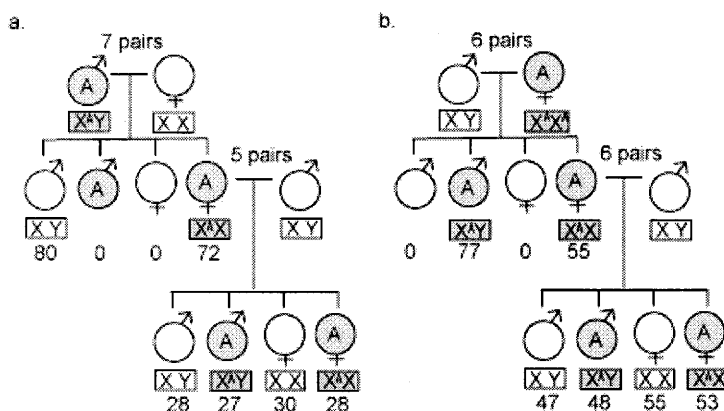 a.
7 pairs
A
XᴬY
X X
5 pairs
A
A
X Y
XᴬX
X Y
80 0 0 72
A
A
X Y
XᴬY
X X
XᴬX
28 27 30 28
b.
6 pairs
A
X Y
XᴬXᴬ
6 pairs
A
A
XᴬY
XᴬX
X Y
0 77 0 55
A
A
X Y
XᴬY
X X
XᴬX
47 48 55 53